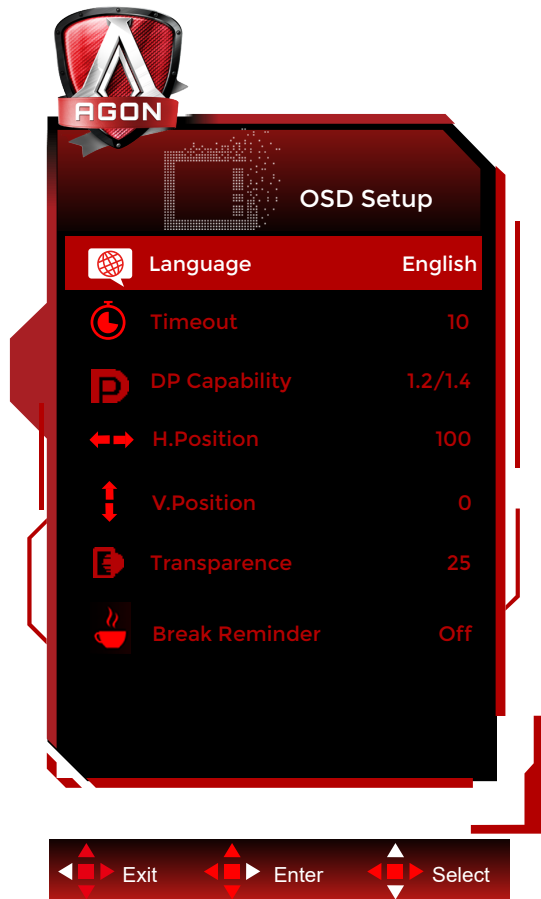 AGON
OSD Setup
Language English
Timeout 10
DP Capability 1.2/1.4
H.Position 100
V.Position 0
Transparence 25
Break Reminder Off
Exit Enter Select